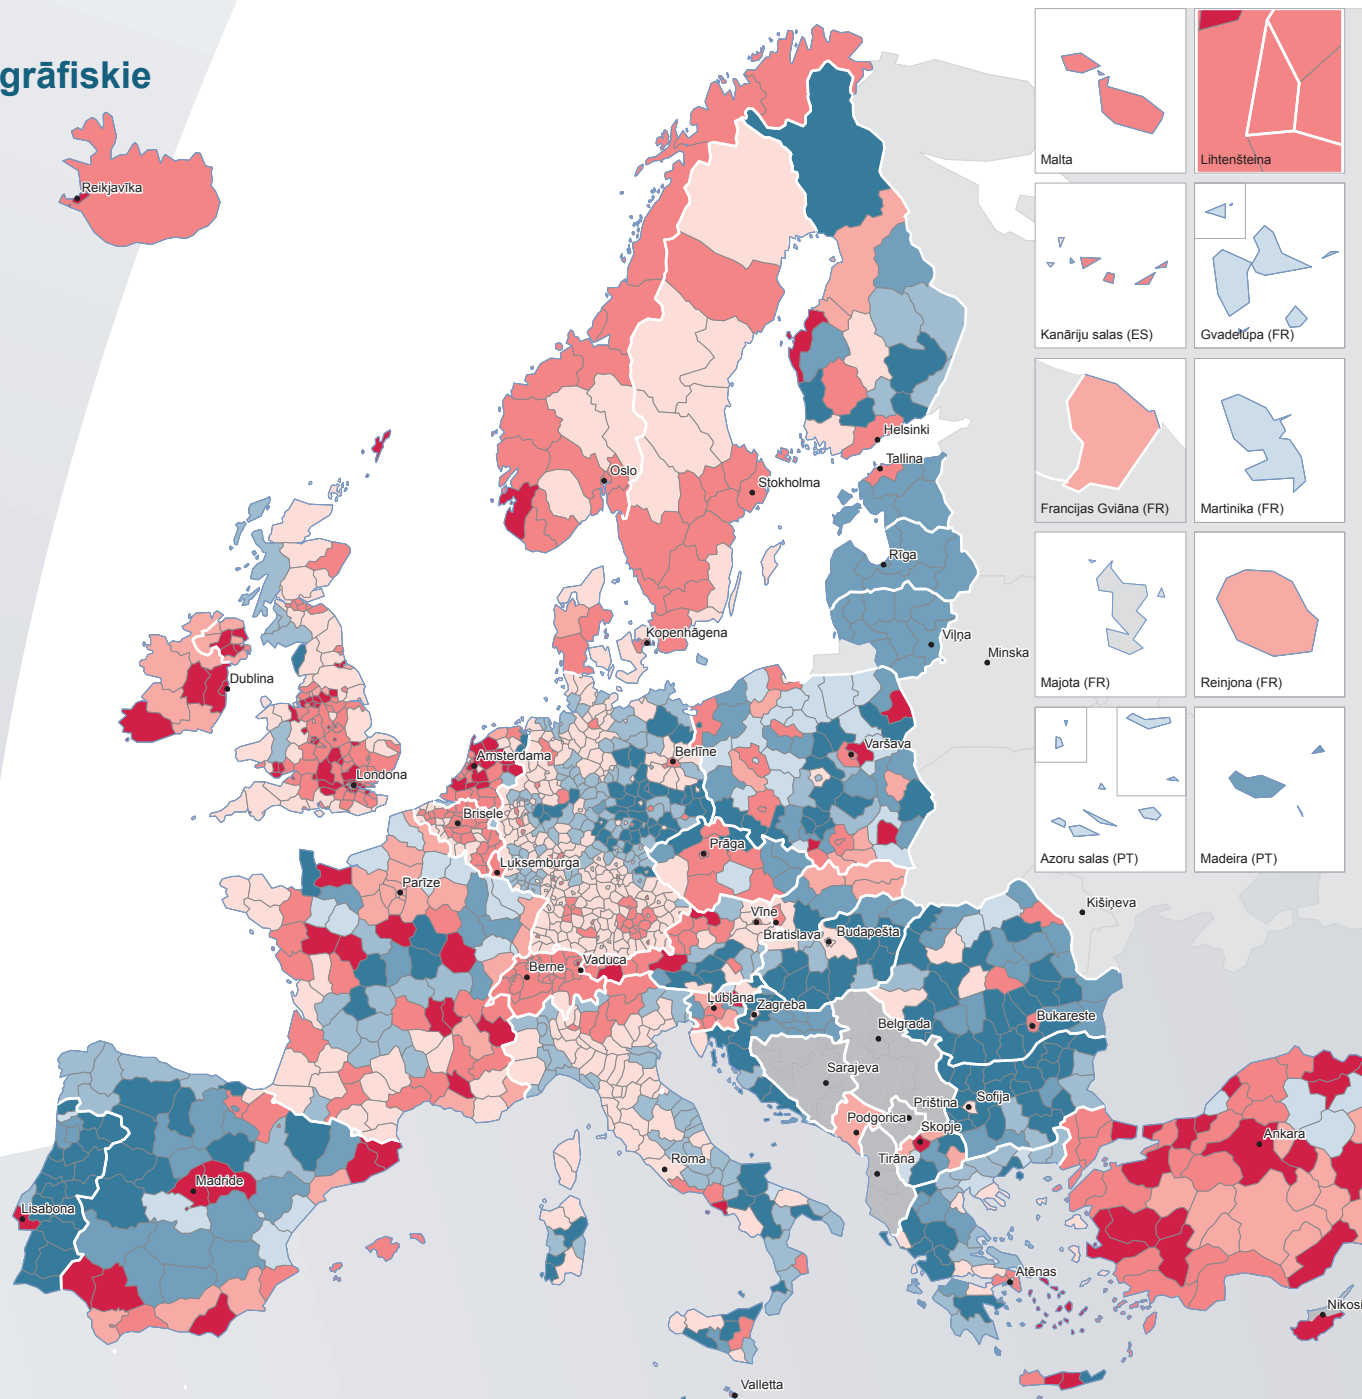 grāfiskie
Reikjavīka
Malta
Lihtenšteina
Kanāriju salas (ES)
Gvadelupa (FR)
Francijas Gviāna (FR)
Martinika (FR)
Majota (FR)
Reinjona (FR)
Azoru salas (PT)
Madeira (PT)
Helsinki
Tallina
Oslo
Stokholma
Rīga
Kopenhāgena
Viļņa
Minska
Dublina
Amsterdama
Berlīne
Varšava
Londona
Brisele
Prāga
Luksemburga
Parīze
Vīne
Bratislava
Budapešta
Kišiņeva
Berne
Vaduca
Ļubļana
Zagreba
Belgrada
Bukareste
Sarajeva
Priština
Sofija
Podgorica
Skopje
Ankara
Roma
Tirāna
Madride
Lisabona
Atēnas
Nikosi
Valletta